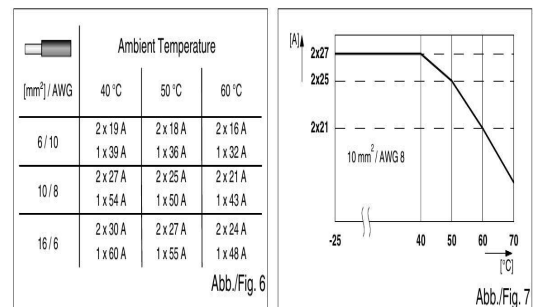 Ambient Temperature
[mm²] / AWG 40 °C 50 °C 60 °C
6 / 10
2 x 19 A 2 x 18 A 2 x 16 A
1 x 39 A 1 x 36 A 1 x 32 A
10 / 8
2 x 27 A 2 x 25 A 2 x 21 A
1 x 54 A 1 x 50 A 1 x 43 A
16 / 6
2 x 30 A 2 x 27 A 2 x 24 A
1 x 60 A 1 x 55 A 1 x 48 A
Abb./Fig. 6
[A]
2x27
2x25
2x21
10 mm² / AWG 8
-25 40 50 60 70
[°C]
Abb./Fig. 7